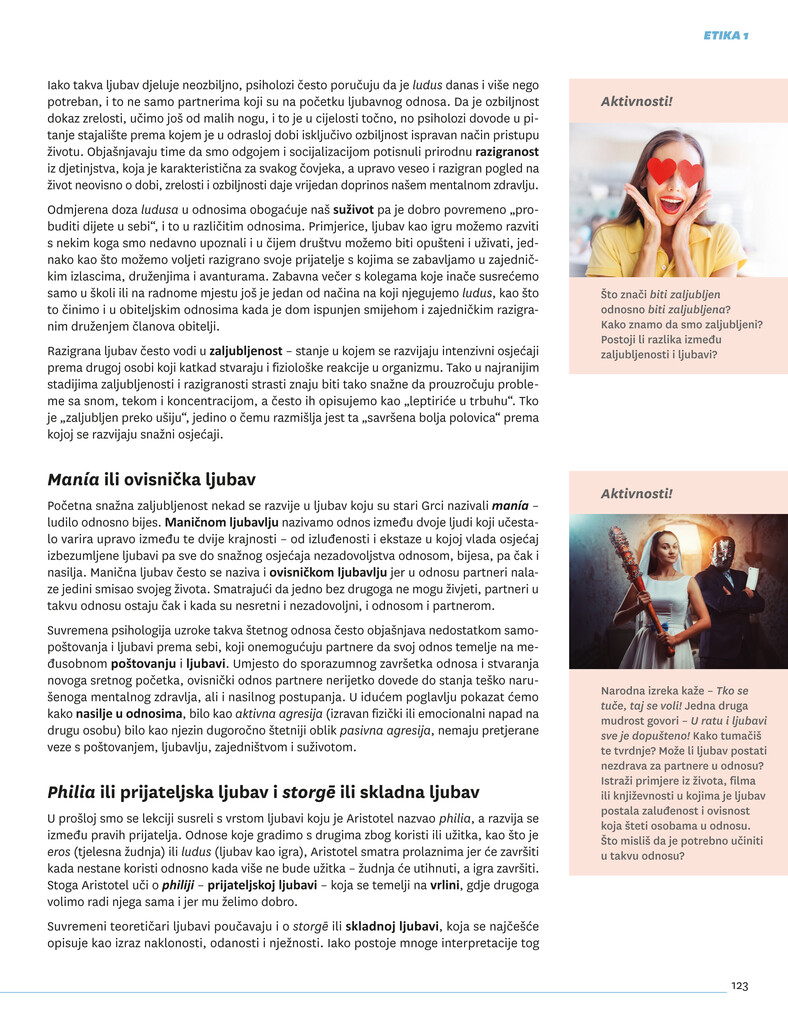 ETIKA 1
Iako takva ljubav djeluje neozbiljno, psiholozi često poručuju da je ludus danas i više nego
potreban, i to ne samo partnerima koji su na početku ljubavnog odnosa. Da je ozbiljnost
dokaz zrelosti, učimo još od malih nogu, i to je u cijelosti točno, no psiholozi dovode u pi-
tanje stajalište prema kojem je u odrasloj dobi isključivo ozbiljnost ispravan način pristupu
životu. Objašnjavaju time da smo odgojem i socijalizacijom potisnuli prirodnu razigranost
iz djetinjstva, koja je karakteristična za svakog čovjeka, a upravo veseo i razigran pogled na
život neovisno o dobi, zrelosti i ozbiljnosti daje vrijedan doprinos našem mentalnom zdravlju.
Odmjerena doza ludusa u odnosima obogaćuje naš suživot pa je dobro povremeno „pro-
buditi dijete u sebi“, i to u različitim odnosima. Primjerice, ljubav kao igru možemo razviti
s nekim koga smo nedavno upoznali i u čijem društvu možemo biti opušteni i uživati, jed-
nako kao što možemo voljeti razigrano svoje prijatelje s kojima se zabavljamo u zajednič-
kim izlascima, druženjima i avanturama. Zabavna večer s kolegama koje inače susrećemo
samo u školi ili na radnome mjestu još je jedan od načina na koji njegujemo ludus, kao što
to činimo i u obiteljskim odnosima kada je dom ispunjen smijehom i zajedničkim razigra-
nim druženjem članova obitelji.
Razigrana ljubav često vodi u zaljubljenost – stanje u kojem se razvijaju intenzivni osjećaji
prema drugoj osobi koji katkad stvaraju i fiziološke reakcije u organizmu. Tako u najranijim
stadijima zaljubljenosti i razigranosti strasti znaju biti tako snažne da prouzročuju proble-
me sa snom, tekom i koncentracijom, a često ih opisujemo kao „leptiriće u trbuhu“. Tko
je „zaljubljen preko ušiju“, jedino o čemu razmišlja jest ta „savršena bolja polovica“ prema
kojoj se razvijaju snažni osjećaji.
Manía ili ovisnička ljubav
Početna snažna zaljubljenost nekad se razvije u ljubav koju su stari Grci nazivali manía –
ludilo odnosno bijes. Maničnom ljubavlju nazivamo odnos između dvoje ljudi koji učesta-
lo varira upravo između te dvije krajnosti – od izluđenosti i ekstaze u kojoj vlada osjećaj
izbezumljene ljubavi pa sve do snažnog osjećaja nezadovoljstva odnosom, bijesa, pa čak i
nasilja. Manična ljubav često se naziva i ovisničkom ljubavlju jer u odnosu partneri nala-
ze jedini smisao svojeg života. Smatrajući da jedno bez drugoga ne mogu živjeti, partneri u
takvu odnosu ostaju čak i kada su nesretni i nezadovoljni, i odnosom i partnerom.
Suvremena psihologija uzroke takva štetnog odnosa često objašnjava nedostatkom samo-
poštovanja i ljubavi prema sebi, koji onemogućuju partnere da svoj odnos temelje na me-
đusobnom poštovanju i ljubavi. Umjesto do sporazumnog završetka odnosa i stvaranja
novoga sretnog početka, ovisnički odnos partnere nerijetko dovede do stanja teško naru-
šenoga mentalnog zdravlja, ali i nasilnog postupanja. U idućem poglavlju pokazat ćemo
kako nasilje u odnosima, bilo kao aktivna agresija (izravan fizički ili emocionalni napad na
drugu osobu) bilo kao njezin dugoročno štetniji oblik pasivna agresija, nemaju pretjerane
veze s poštovanjem, ljubavlju, zajedništvom i suživotom.
Philia ili prijateljska ljubav i storgē ili skladna ljubav
U prošloj smo se lekciji susreli s vrstom ljubavi koju je Aristotel nazvao philia, a razvija se
između pravih prijatelja. Odnose koje gradimo s drugima zbog koristi ili užitka, kao što je
eros (tjelesna žudnja) ili ludus (ljubav kao igra), Aristotel smatra prolaznima jer će završiti
kada nestane koristi odnosno kada više ne bude užitka – žudnja će utihnuti, a igra završiti.
Stoga Aristotel uči o philiji – prijateljskoj ljubavi – koja se temelji na vrlini, gdje drugoga
volimo radi njega sama i jer mu želimo dobro.
Suvremeni teoretičari ljubavi poučavaju i o storgē ili skladnoj ljubavi, koja se najčešće
opisuje kao izraz naklonosti, odanosti i nježnosti. Iako postoje mnoge interpretacije tog
Aktivnosti!
Što znači biti zaljubljen
odnosno biti zaljubljena?
Kako znamo da smo zaljubljeni?
Postoji li razlika između
zaljubljenosti i ljubavi?
Aktivnosti!
Narodna izreka kaže – Tko se
tuče, taj se voli! Jedna druga
mudrost govori – U ratu i ljubavi
sve je dopušteno! Kako tumačiš
te tvrdnje? Može li ljubav postati
nezdrava za partnere u odnosu?
Istraži primjere iz života, filma
ili književnosti u kojima je ljubav
postala zaluđenost i ovisnost
koja šteti osobama u odnosu.
Što misliš da je potrebno učiniti
u takvu odnosu?
123